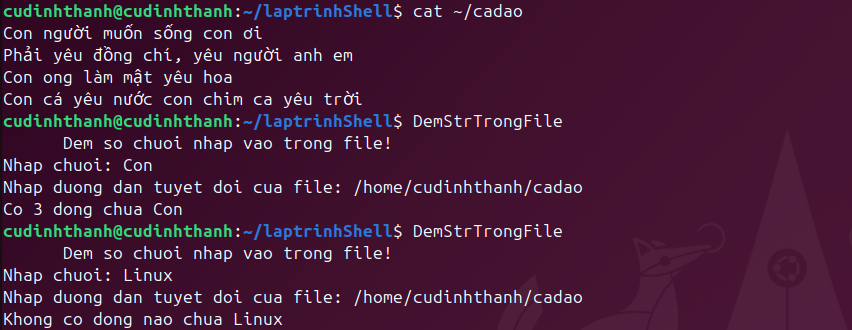 cudinhthanh@cudinhthanh:~/laptrinhShell$ cat ~/cadao
Con người muốn sống con ơi
Phải yêu đồng chí, yêu người anh em
Con ong làm mật yêu hoa
Con cá yêu nước con chim ca yêu trời
cudinhthanh@cudinhthanh:~/laptrinhShell$ DemStrTrongFile
      Dem so chuoi nhap vao trong file!
Nhap chuoi: Con
Nhap duong dan tuyet doi cua file: /home/cudinhthanh/cadao
Co 3 dong chua Con
cudinhthanh@cudinhthanh:~/laptrinhShell$ DemStrTrongFile
      Dem so chuoi nhap vao trong file!
Nhap chuoi: Linux
Nhap duong dan tuyet doi cua file: /home/cudinhthanh/cadao
Khong co dong nao chua Linux